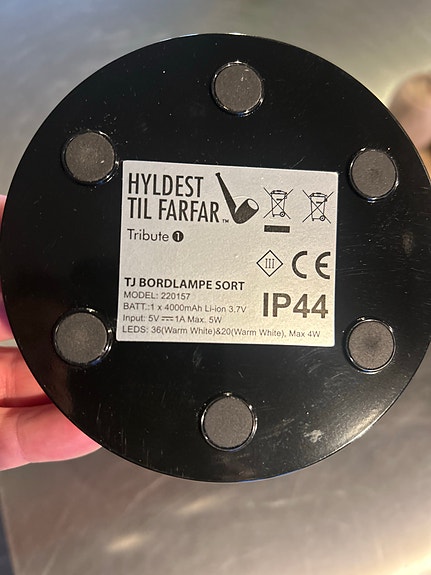 HYLDEST
TIL FARFAR™
Tribute 1
III
CE
TJ BORDLAMPE SORT
MODEL: 220157
BATT.:1 x 4000mAh Li-ion 3.7V
Input: 5V⎓1A Max. 5W
LEDS: 36(Warm White)&20(Warm White), Max 4W
IP44